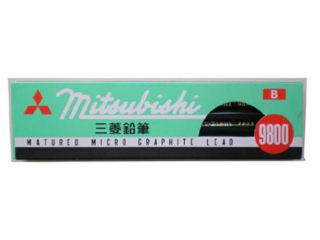 mitsubishi
B
三菱鉛筆
9800
MATURED MICRO GRAPHITE LEAD